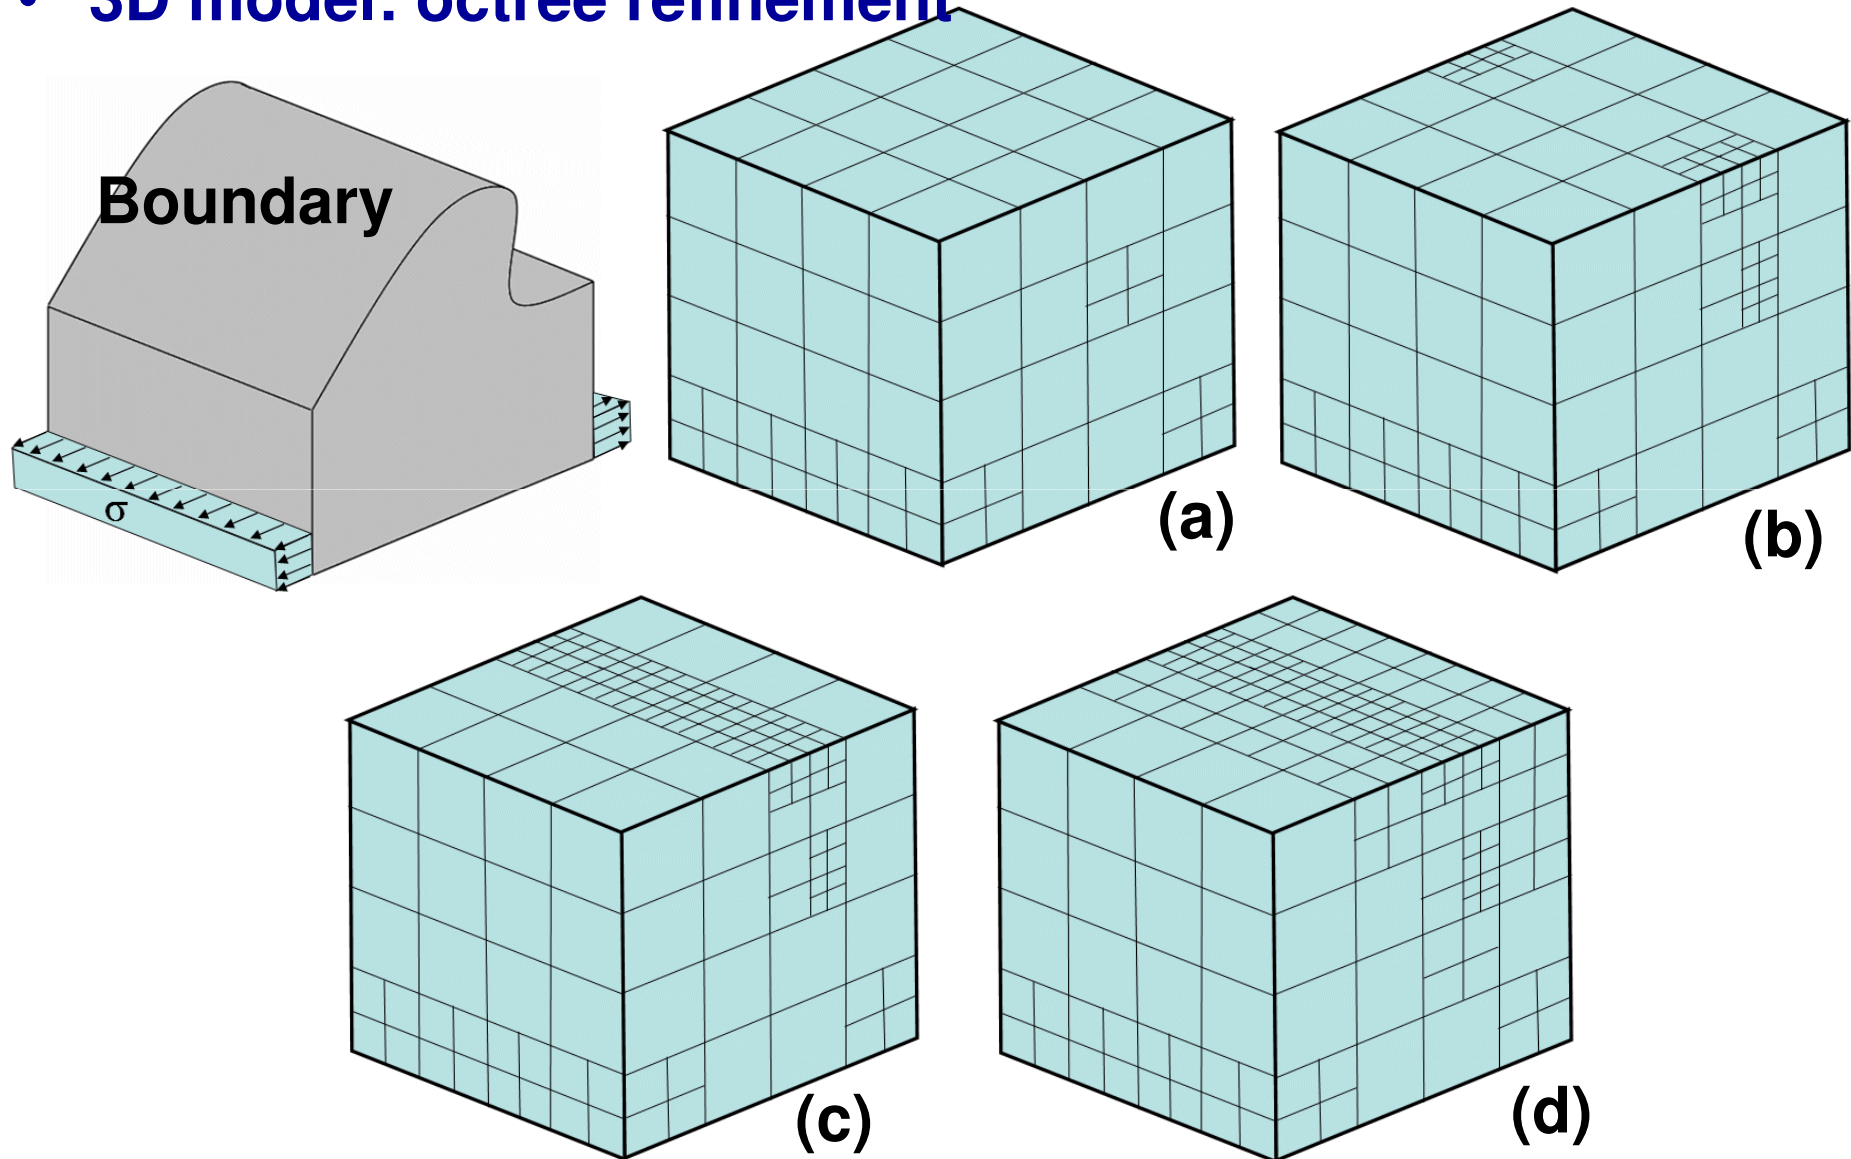 • 3D model: octree refinement
Boundary
σ
(a)
(b)
(c)
(d)